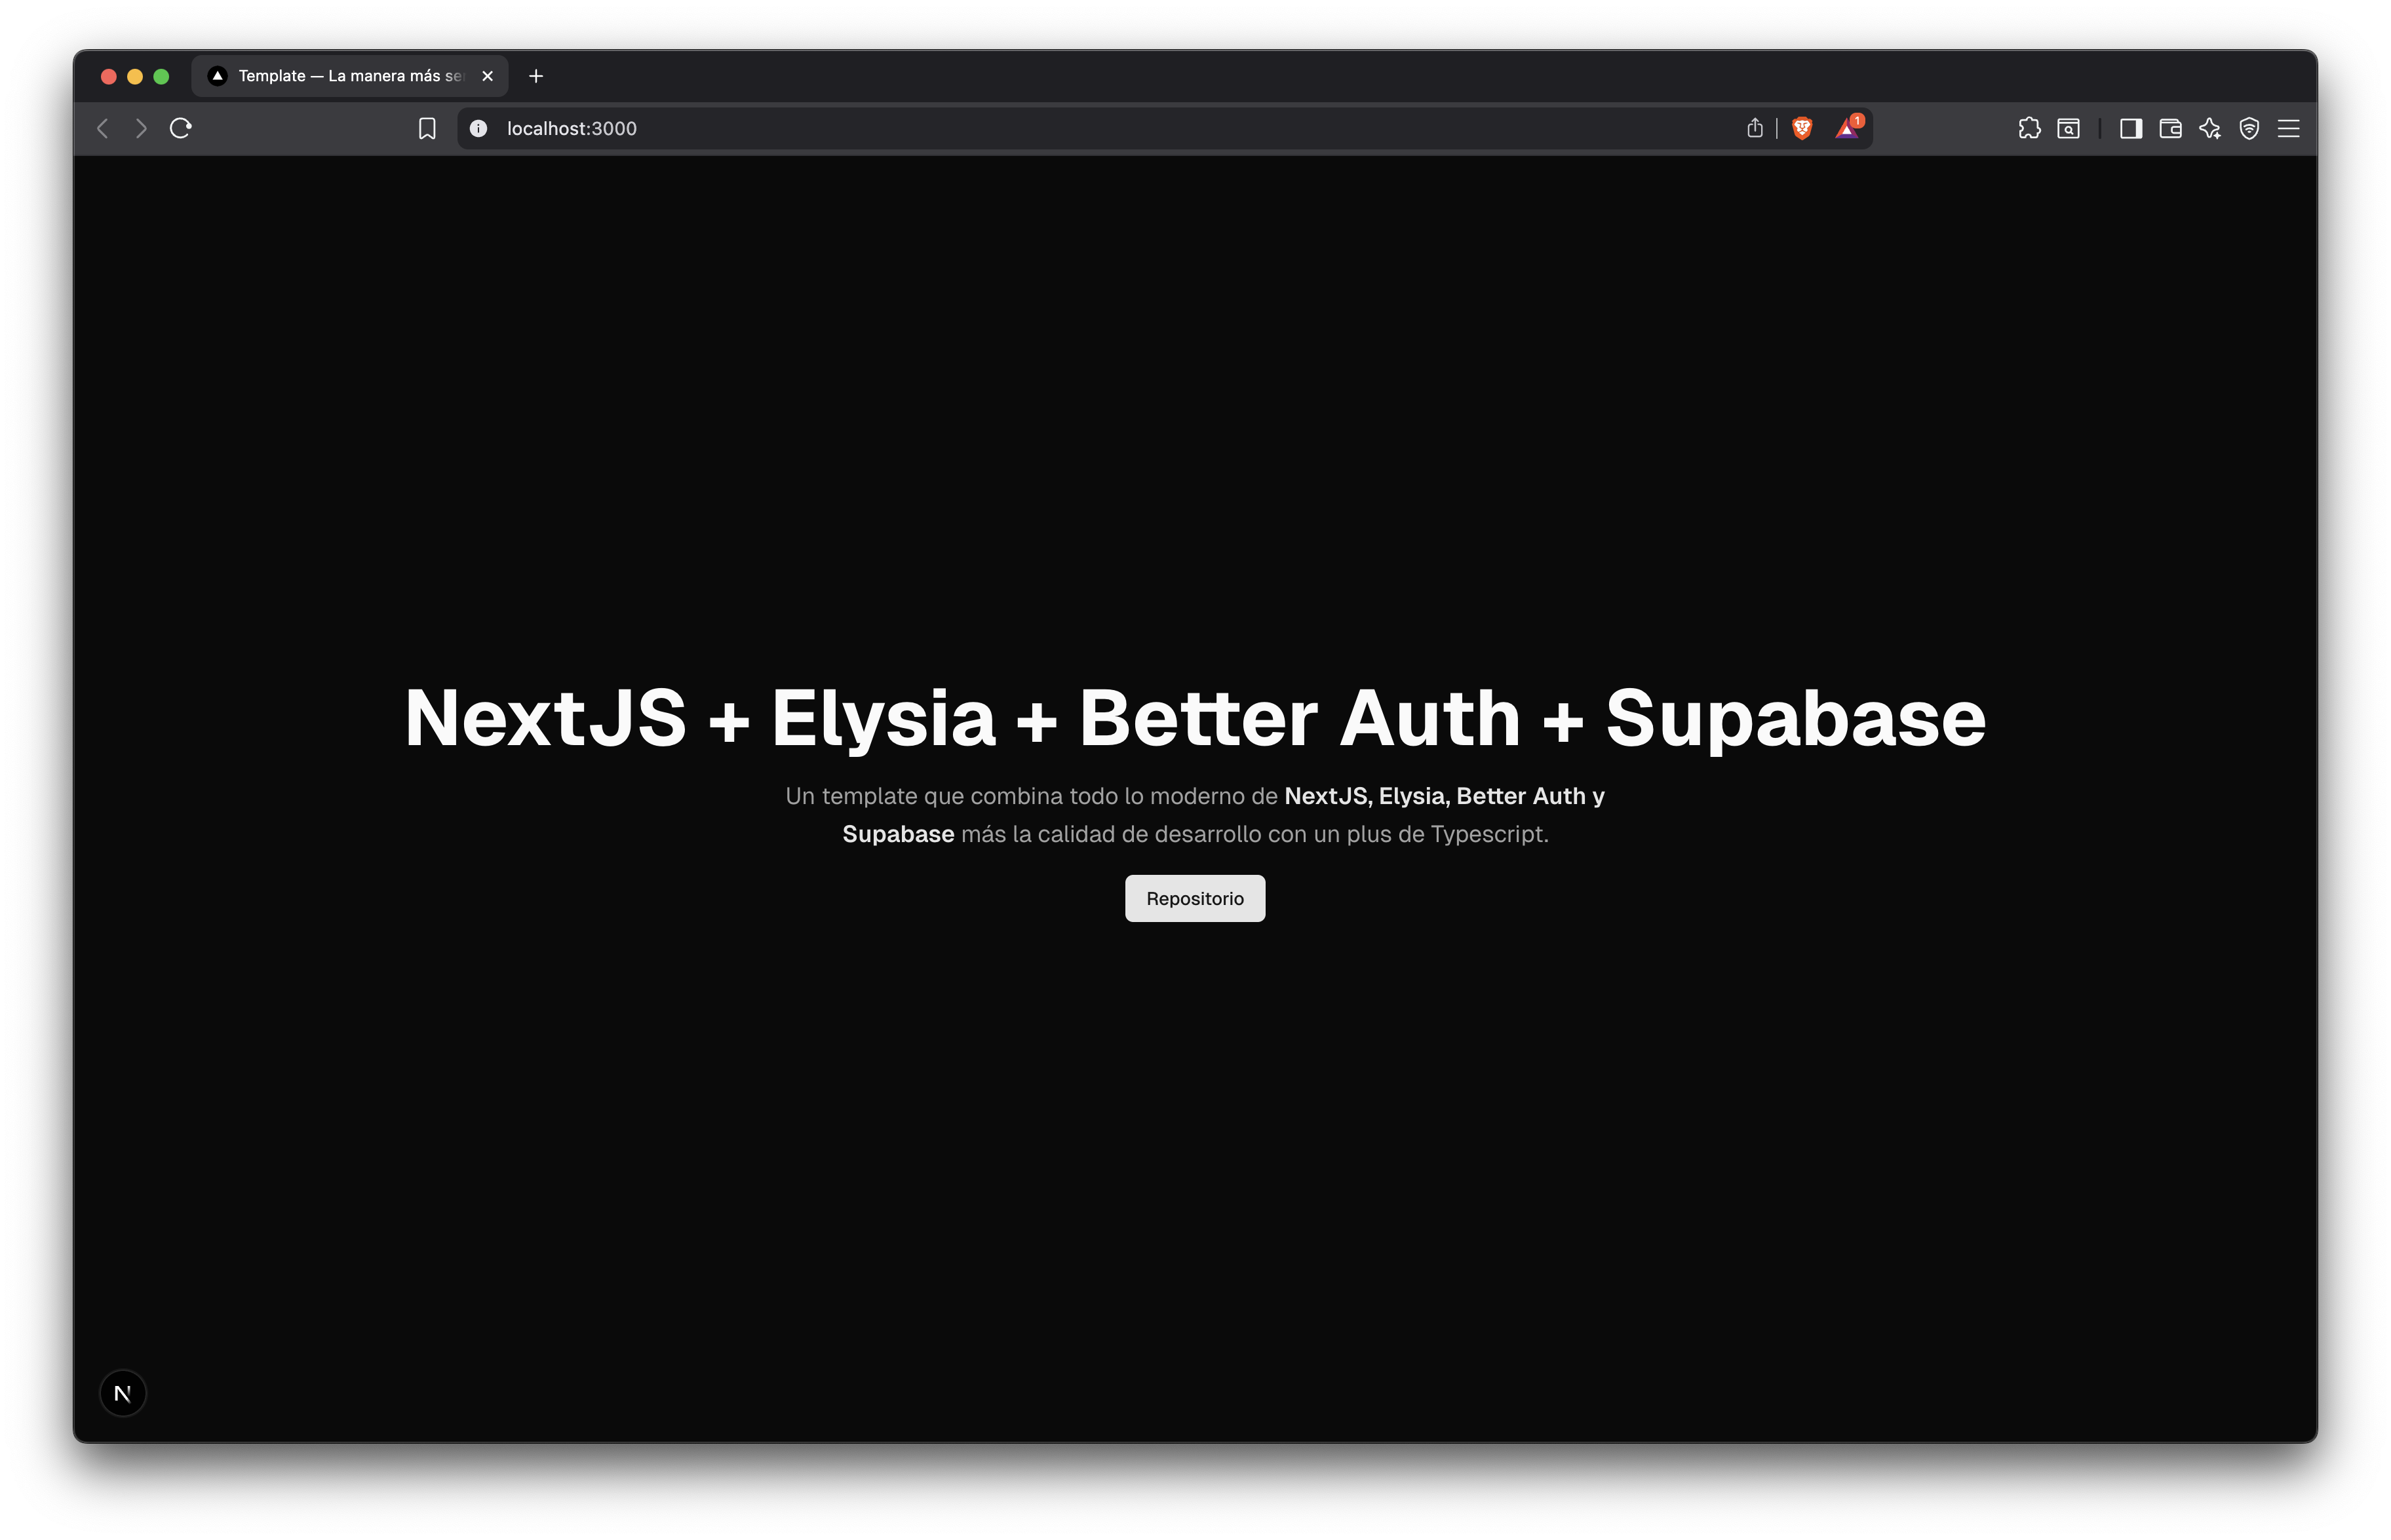 Template — La manera más se
localhost:3000
1
NextJS + Elysia + Better Auth + Supabase
Un template que combina todo lo moderno de NextJS, Elysia, Better Auth y
Supabase más la calidad de desarrollo con un plus de Typescript.
Repositorio
N